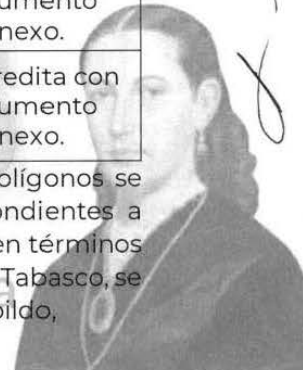 umento
nexo.
redita con
umento
nexo.
olígonos se
ondientes a
en términos
Tabasco, se
bildo,